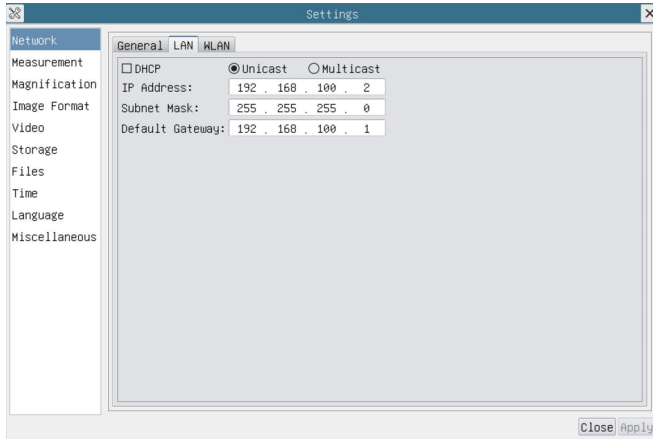 Settings
Network
Measurement
Magnification
Image Format
Video
Storage
Files
Time
Language
Miscellaneous
General LAN WLAN
DHCP Unicast Multicast
IP Address: 192 . 168 . 100 . 2
Subnet Mask: 255 . 255 . 255 . 0
Default Gateway: 192 . 168 . 100 . 1
Close Apply